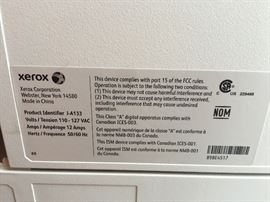 xerox
Xerox Corporation
Webster, New York 14580
Made in China
Product Identifier: J-A133
Volts / Tension 110 - 127 VAC
Amps / Ampérage 12 Amps
Hertz / Frequency 50/60 Hz
This device complies with part 15 of the FCC rules.
Operation is subject to the following two conditions:
(1) This device may not cause harmful interference and
(2) This device must accept any interference received,
including interference that may cause undesired
operation.
This Class "A" digital apparatus complies with
Canadian ICES-003.
Cet appareil numérique de la classe "A" est conforme à
la norme NMB-003 du Canada.
This ISM device complies with Canadian ICES-001.
Cet appareil ISM est conforme à la norme NMB-001
du Canada.
C US
NOM